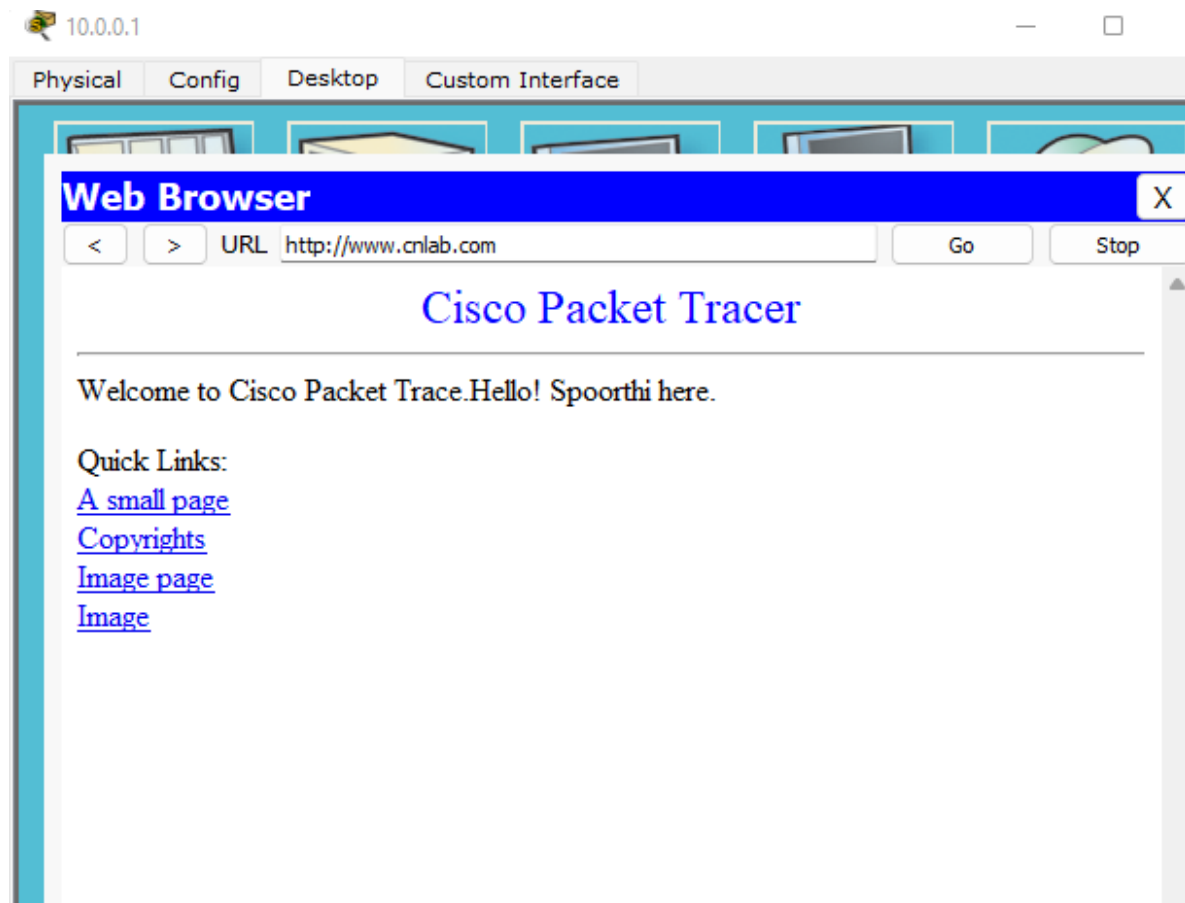 10.0.0.1
Physical Config Desktop Custom Interface
Web Browser X
< > URL http://www.cnlab.com Go Stop
Cisco Packet Tracer
Welcome to Cisco Packet Trace.Hello! Spoorthi here.
Quick Links:
A small page
Copyrights
Image page
Image